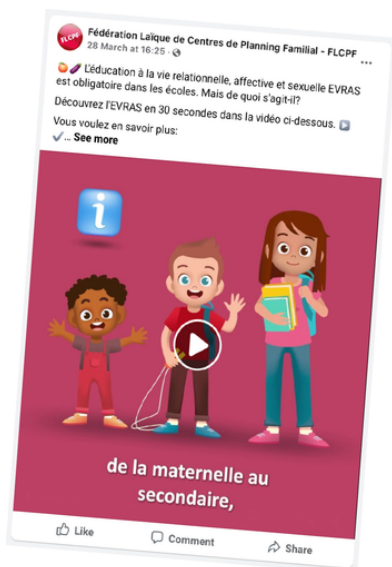 FLCPF
Fédération Laïque de Centres de Planning Familial - FLCPF
28 March at 16:25 ·
L'éducation à la vie relationnelle, affective et sexuelle EVRAS
est obligatoire dans les écoles. Mais de quoi s'agit-il?
Découvrez l'EVRAS en 30 secondes dans la vidéo ci-dessous.
Vous voulez en savoir plus:
✔... See more
i
de la maternelle au
secondaire,
Like Comment Share